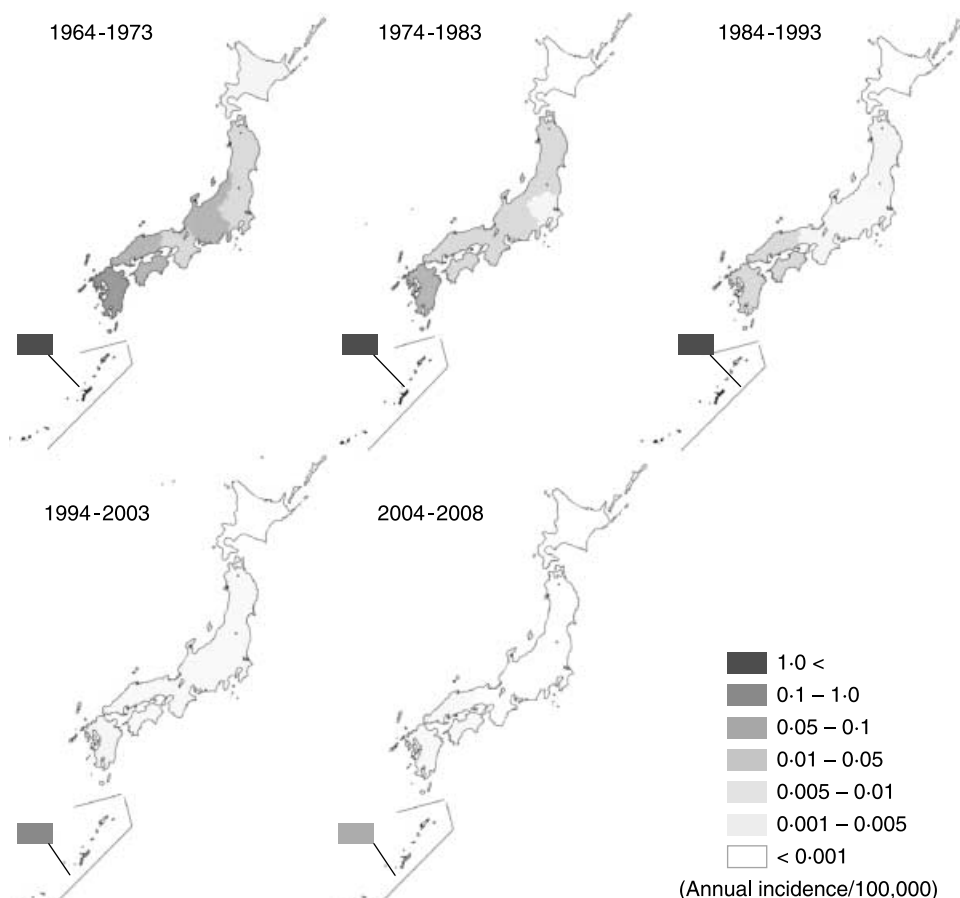 1964-1973
1974-1983
1984-1993
1994-2003
2004-2008
1·0 <
0·1 – 1·0
0·05 – 0·1
0·01 – 0·05
0·005 – 0·01
0·001 – 0·005
< 0·001
(Annual incidence/100,000)